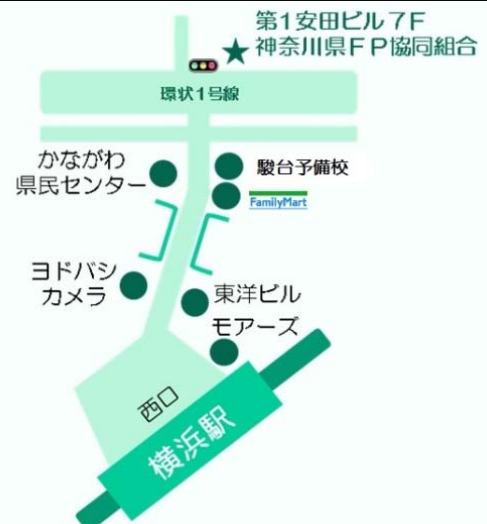 第1安田ビル7F
神奈川県FP協同組合
環状1号線
かながわ
県民センター
駿台予備校
FamilyMart
ヨドバシ
カメラ
東洋ビル
モアーズ
西口
横浜駅